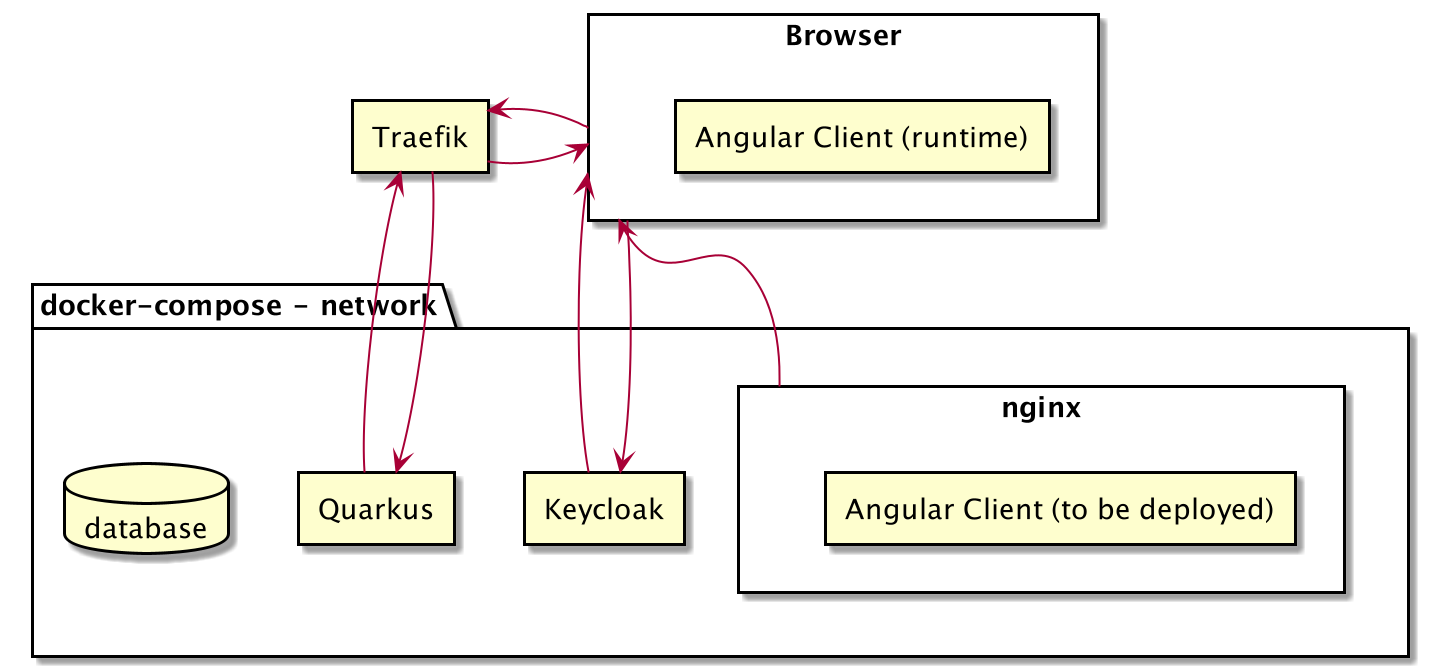 Browser
Traefik
Angular Client (runtime)
docker-compose - network
nginx
database
Quarkus
Keycloak
Angular Client (to be deployed)